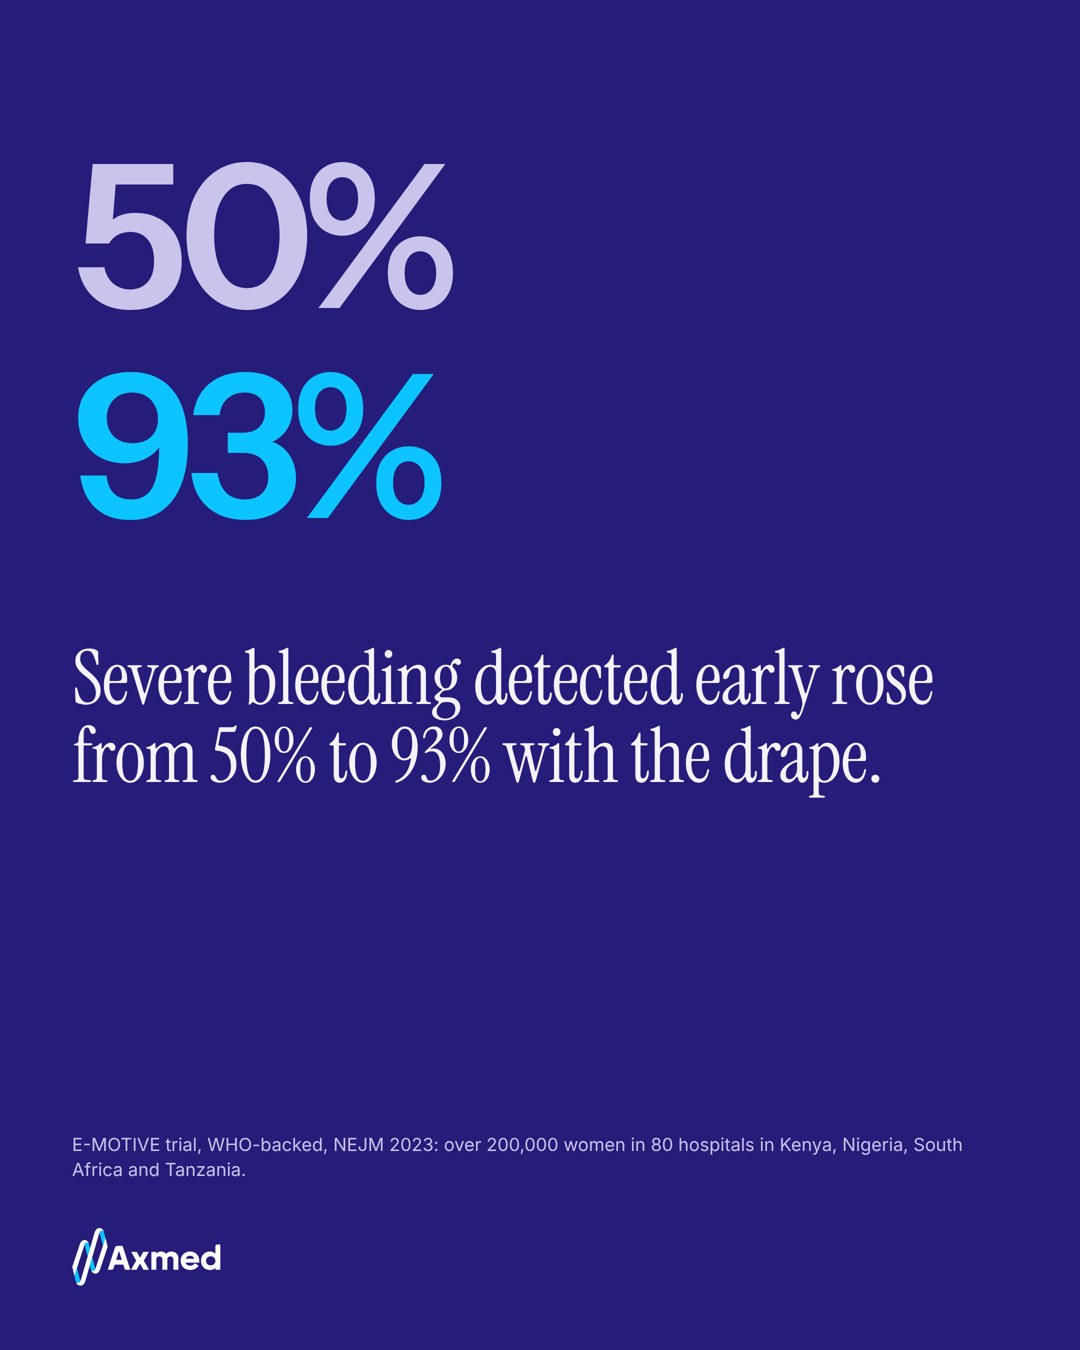 50%
93%
Severe bleeding detected early rose
from 50% to 93% with the drape.
E-MOTIVE trial, WHO-backed, NEJM 2023: over 200,000 women in 80 hospitals in Kenya, Nigeria, South
Africa and Tanzania.
Axmed